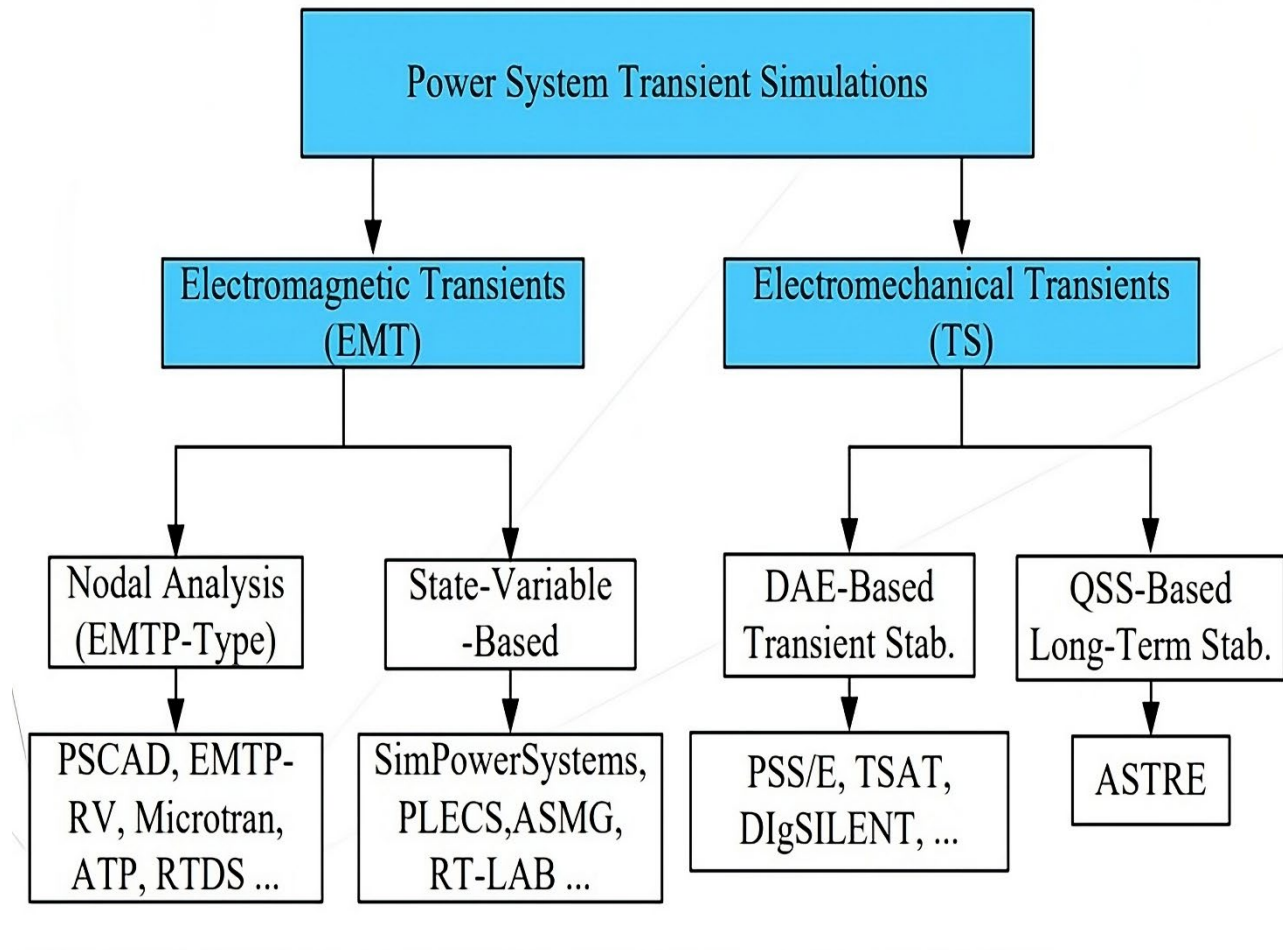 Power System Transient Simulations
Electromagnetic Transients
(EMT)
Electromechanical Transients
(TS)
Nodal Analysis
(EMTP-Type)
State-Variable
-Based
DAE-Based
Transient Stab.
QSS-Based
Long-Term Stab.
PSCAD, EMTP-
RV, Microtran,
ATP, RTDS ...
SimPowerSystems,
PLECS,ASMG,
RT-LAB ...
PSS/E, TSAT,
DIgSILENT, ...
ASTRE